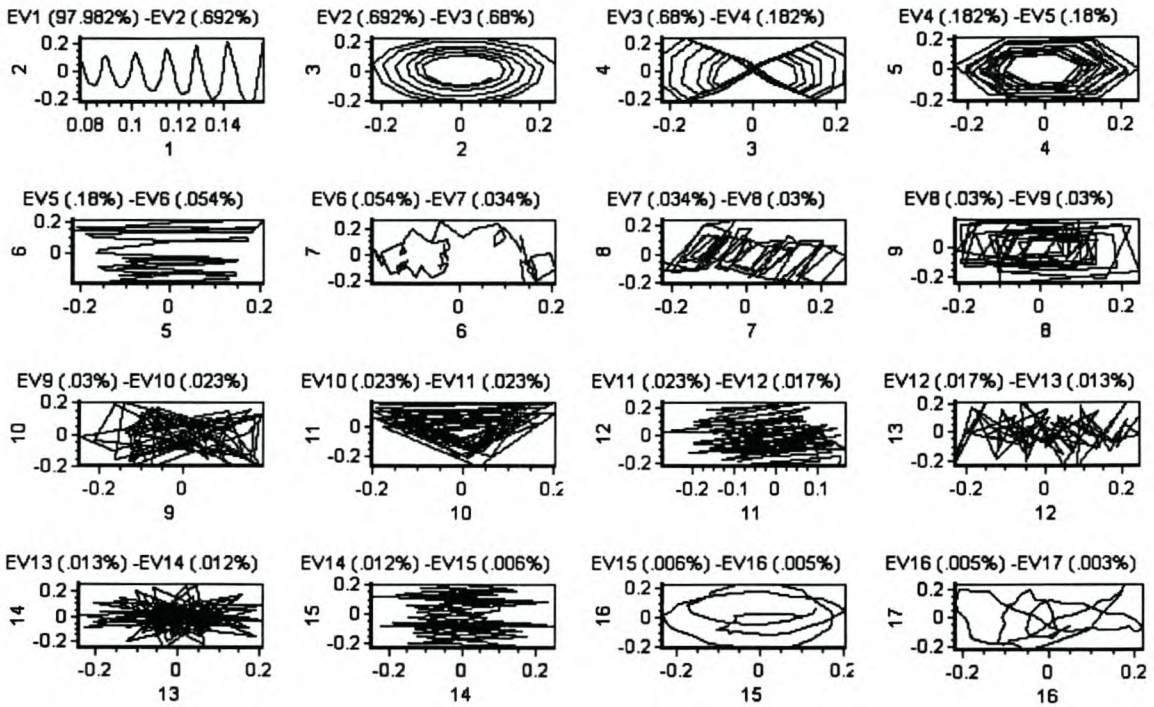 EV1 (97.982%) -EV2 (.692%)
EV2 (.692%) -EV3 (.68%)
EV3 (.68%) -EV4 (.182%)
EV4 (.182%) -EV5 (.18%)
2
0.2
0
-0.2
0.08 0.1 0.12 0.14
1
3
0.2
0
-0.2
-0.2 0 0.2
2
4
0.2
0
-0.2
-0.2 0 0.2
3
5
0.2
0
-0.2
-0.2 0 0.2
4
EV5 (.18%) -EV6 (.054%)
EV6 (.054%) -EV7 (.034%)
EV7 (.034%) -EV8 (.03%)
EV8 (.03%) -EV9 (.03%)
6
0.2
0
-0.2 0 0.2
5
7
0.2
0
-0.2
0 0.2
6
8
0.2
0
-0.2
-0.2 0 0.2
7
9
0
-0.2
-0.2 0 0.2
8
EV9 (.03%) -EV10 (.023%)
EV10 (.023%) -EV11 (.023%)
EV11 (.023%) -EV12 (.017%)
EV12 (.017%) -EV13 (.013%)
10
0.2
0
-0.2
-0.2 0
9
11
0
-0.2
-0.2 0 0.2
10
12
0.2
0
-0.2
-0.2 -0.1 0 0.1
11
13
0.2
0
-0.2
-0.2 0 0.2
12
EV13 (.013%) -EV14 (.012%)
EV14 (.012%) -EV15 (.006%)
EV15 (.006%) -EV16 (.005%)
EV16 (.005%) -EV17 (.003%)
14
0.2
0
-0.2
-0.2 0 0.2
13
15
0.2
0
-0.2
-0.2 0 0.2
14
16
0.2
0
-0.2
-0.2 0 0.2
15
17
0.2
0
-0.2
-0.2 0 0.2
16